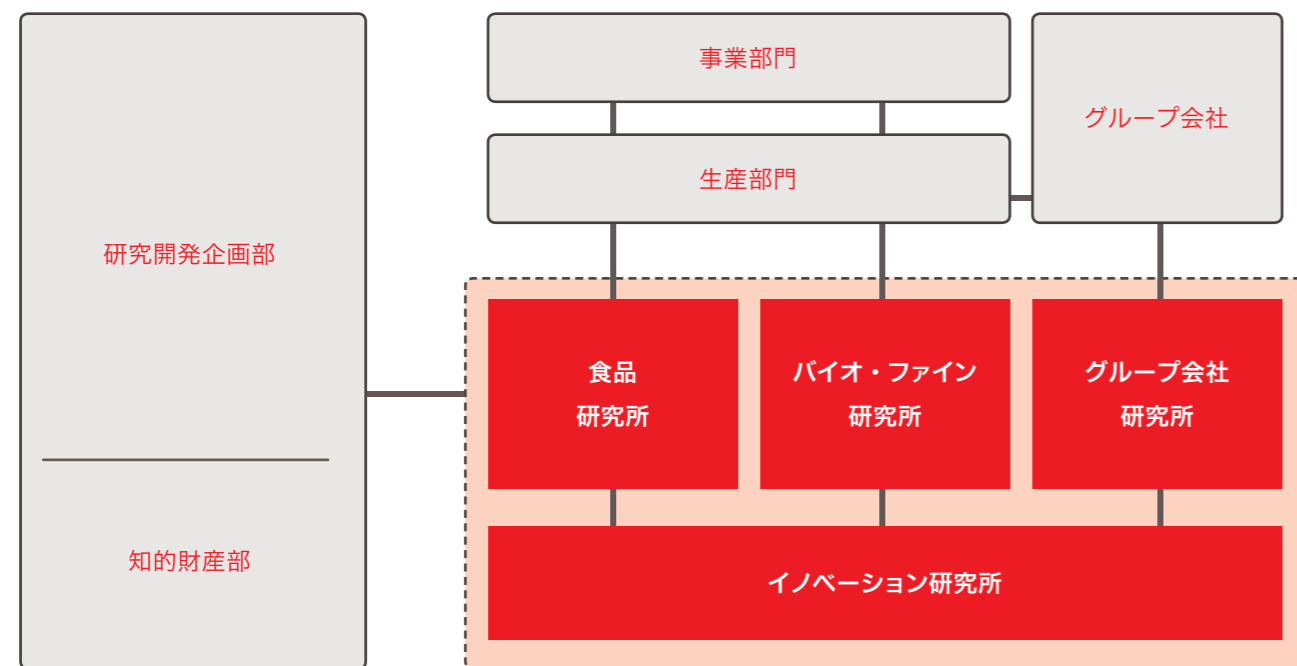 事業部門
グループ会社
生産部門
研究開発企画部
知的財産部
食品
研究所
バイオ・ファイン
研究所
グループ会社
研究所
イノベーション研究所